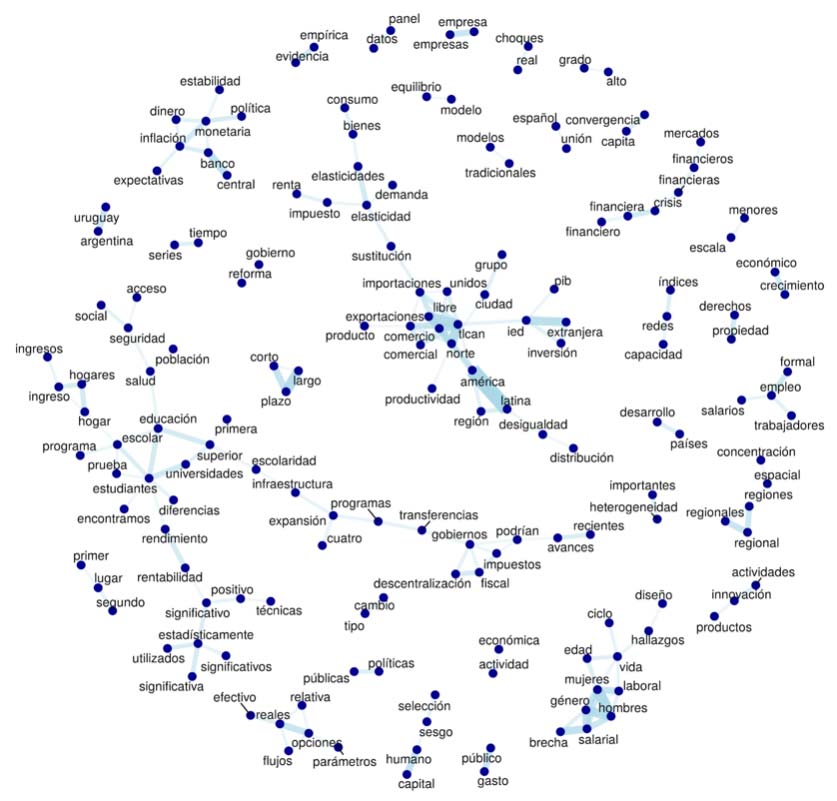 panel
empresa
empírica
datos
empresas
choques
evidencia
real
grado
alto
estabilidad
equilibrio
modelo
consumo
dinero
política
monetaria
bienes
español
convergencia
unión
capita
mercados
inflación
modelos
tradicionales
banco
central
expectativas
financieros
financieras
elasticidades
renta
demanda
impuesto
elasticidad
financiera
crisis
financiero
menores
escala
uruguay
argentina
tiempo
series
gobierno
reforma
sustitución
grupo
económico
crecimiento
acceso
social
seguridad
importaciones
unidos
libre
ciudad
pib
índices
derechos
propiedad
exportaciones
producto
comercio
tlcan
ied
extranjera
redes
comercial
norte
inversión
capacidad
ingresos
hogares
población
salud
corto
largo
plazo
américa
formal
empleo
ingreso
hogar
productividad
latina
región
desigualdad
salarios
trabajadores
educación
primera
desarrollo
países
programa
escolar
superior
distribución
concentración
prueba
universidades
escolaridad
espacial
estudiantes
infraestructura
importantes
regiones
encontramos
diferencias
programas
transferencias
heterogeneidad
regionales
rendimiento
expansión
cuatro
gobiernos
podrían
recientes
avances
regional
primer
impuestos
lugar
rentabilidad
descentralización
fiscal
actividades
innovación
segundo
positivo
significativo
técnicas
cambio
tipo
diseño
productos
ciclo
hallazgos
estadísticamente
utilizados
significativos
económica
actividad
edad
vida
significativa
públicas
políticas
mujeres
laboral
efectivo
relativa
reales
selección
sesgo
género
hombres
opciones
flujos
parámetros
humano
capital
público
gasto
brecha
salarial